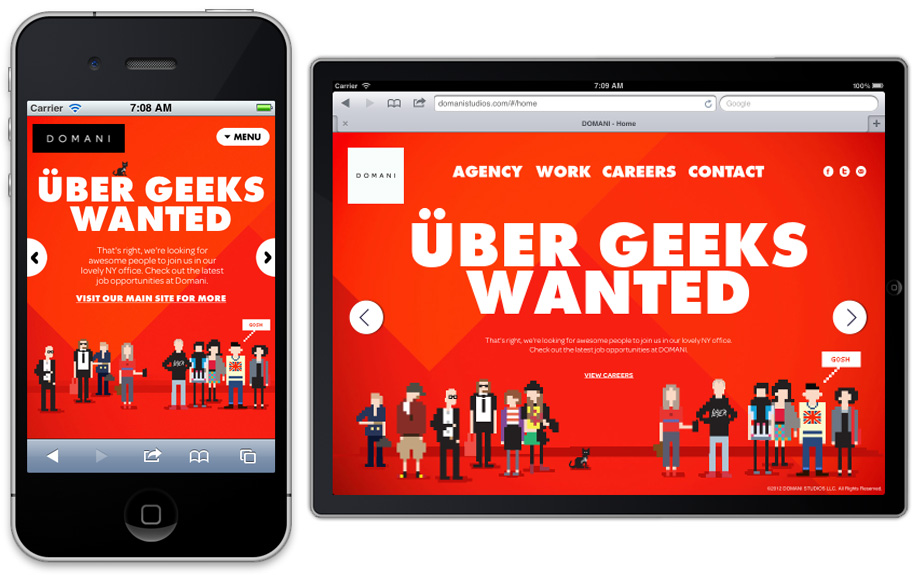 Carrier 7:08 AM
DOMANI
MENU
ÜBER GEEKS
WANTED
That's right, we're looking for
awesome people to join us in our
lovely NY office. Check out the latest
job opportunities at Domani.
VISIT OUR MAIN SITE FOR MORE
GOSH
Carrier 7:09 AM 100%
domanistudios.com/#/home Google
DOMANI - Home
DOMANI
AGENCY WORK CAREERS CONTACT
ÜBER GEEKS
WANTED
That's right, we're looking for awesome people to join us in our lovely NY office.
Check out the latest job opportunities at DOMANI.
VIEW CAREERS
GOSH
©2012 DOMANI STUDIOS LLC. All Rights Reserved.